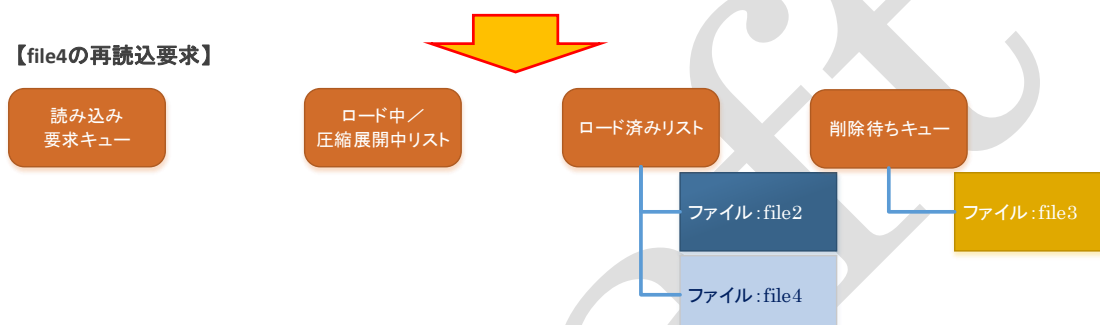 【file4の再読込要求】
読み込み
要求キュー
ロード中／
圧縮展開中リスト
ロード済みリスト
削除待ちキュー
ファイル：file2
ファイル：file3
ファイル：file4